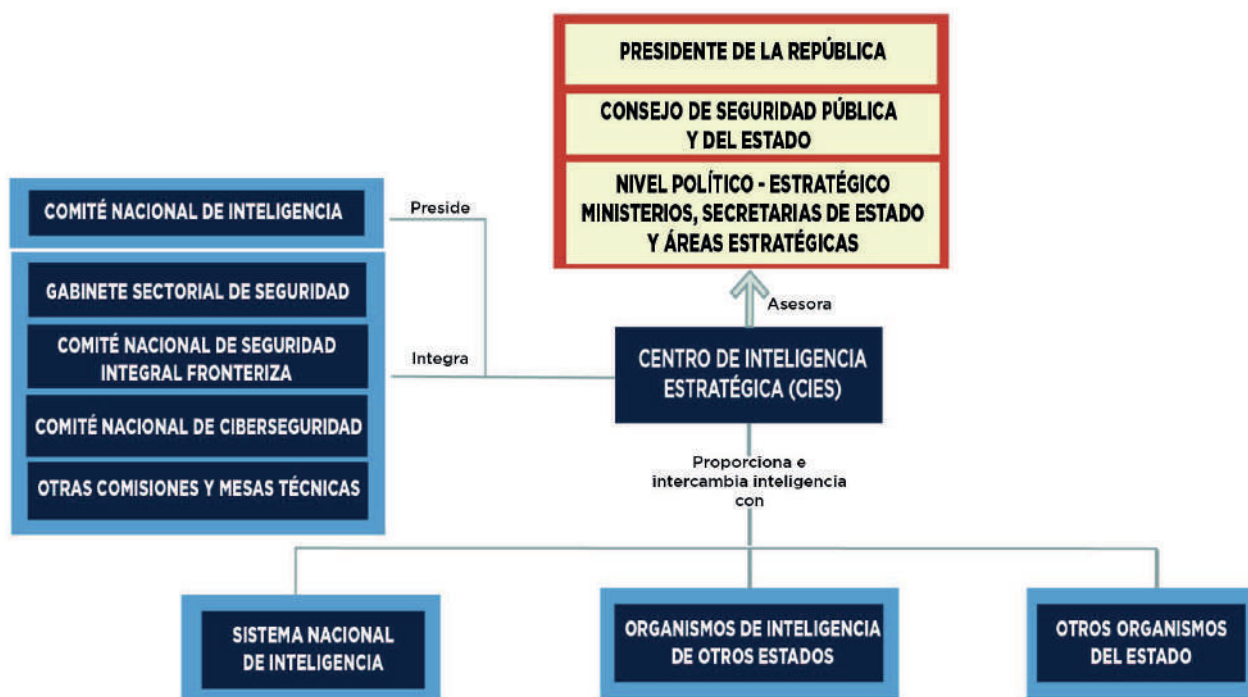 PRESIDENTE DE LA REPÚBLICA
CONSEJO DE SEGURIDAD PÚBLICA
Y DEL ESTADO
NIVEL POLÍTICO - ESTRATÉGICO
MINISTERIOS, SECRETARIAS DE ESTADO
Y ÁREAS ESTRATÉGICAS
COMITÉ NACIONAL DE INTELIGENCIA
Preside
GABINETE SECTORIAL DE SEGURIDAD
COMITÉ NACIONAL DE SEGURIDAD
INTEGRAL FRONTERIZA
COMITÉ NACIONAL DE CIBERSEGURIDAD
OTRAS COMISIONES Y MESAS TÉCNICAS
Integra
Asesora
CENTRO DE INTELIGENCIA
ESTRATÉGICA (CIES)
Proporciona e
intercambia inteligencia
con
SISTEMA NACIONAL
DE INTELIGENCIA
ORGANISMOS DE INTELIGENCIA
DE OTROS ESTADOS
OTROS ORGANISMOS
DEL ESTADO